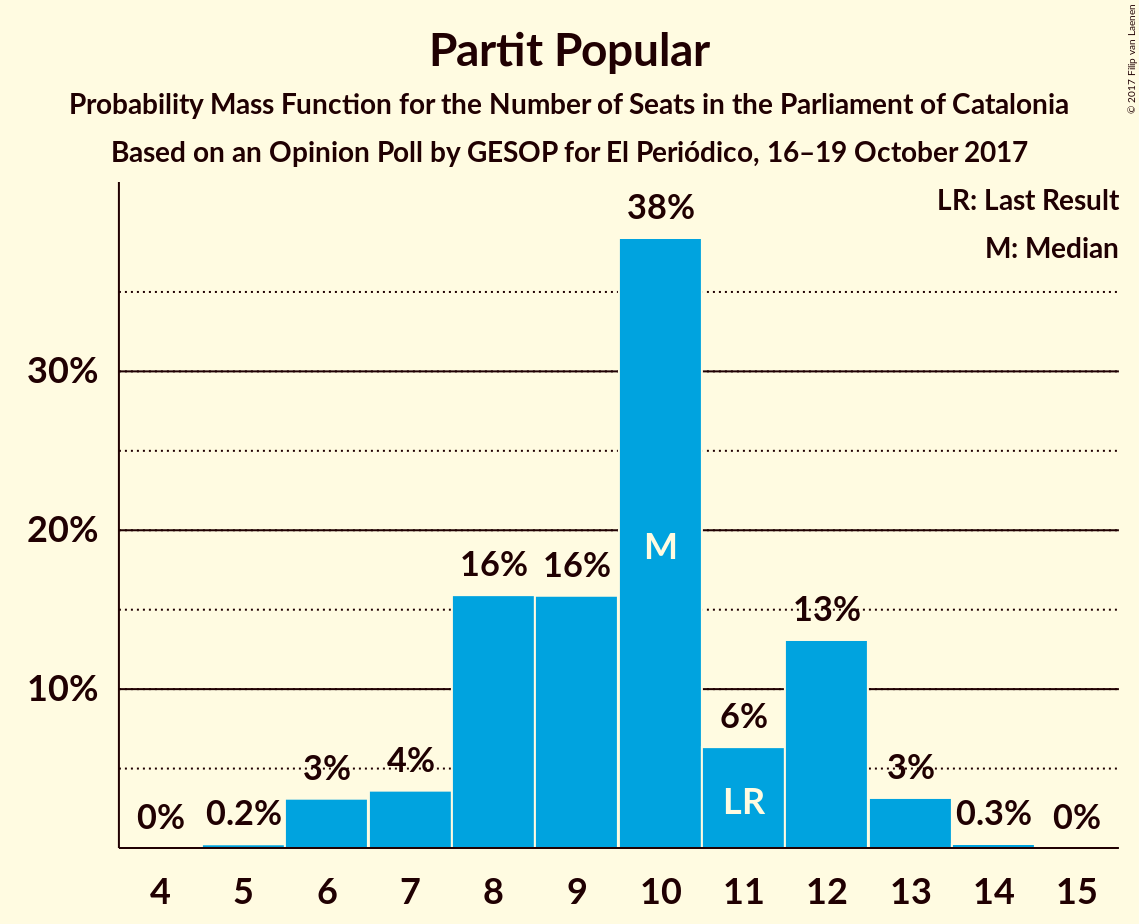 Partit Popular
Probability Mass Function for the Number of Seats in the Parliament of Catalonia
Based on an Opinion Poll by GESOP for El Periódico, 16–19 October 2017
© 2017 Filip van Laenen
LR: Last Result
M: Median
38%
30%
20%
10%
M
16%
16%
13%
6%
LR
3%
4%
3%
0%
0.2%
0.3%
0%
4 5 6 7 8 9 10 11 12 13 14 15